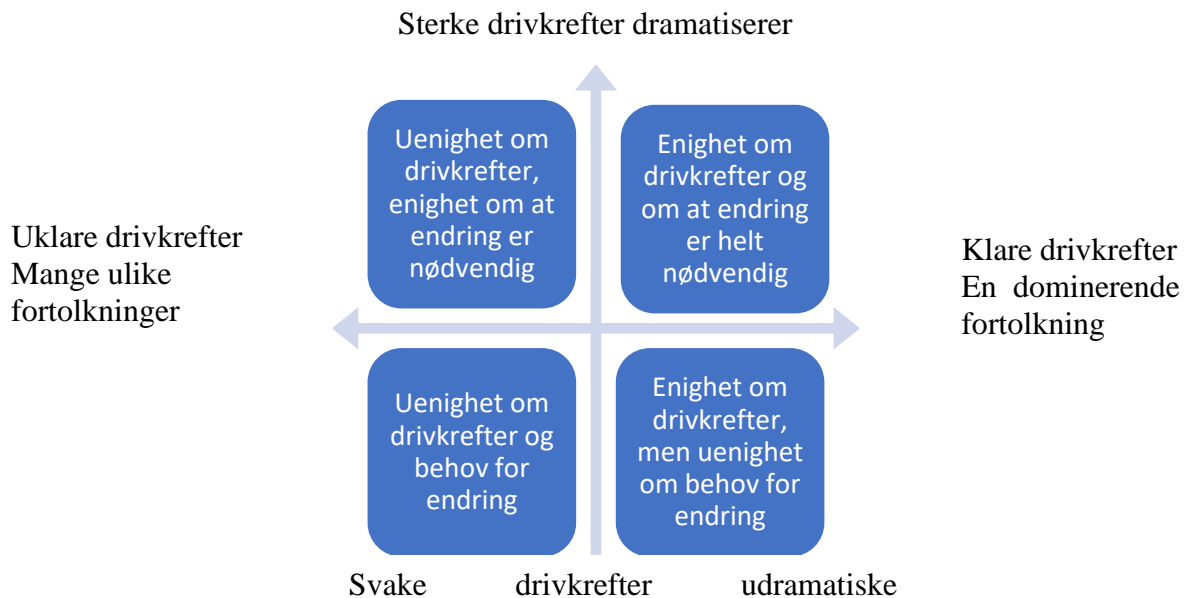 Sterke drivkrefter dramatiserer
Uenighet om
drivkrefter,
enighet om at
endring er
nødvendig
Enighet om
drivkrefter og
om at endring
er helt
nødvendig
Uklare drivkrefter
Mange ulike
fortolkninger
Klare drivkrefter
En dominerende
fortolkning
Uenighet om
drivkrefter og
behov for
endring
Enighet om
drivkrefter,
men uenighet
om behov for
endring
Svake drivkrefter udramatiske